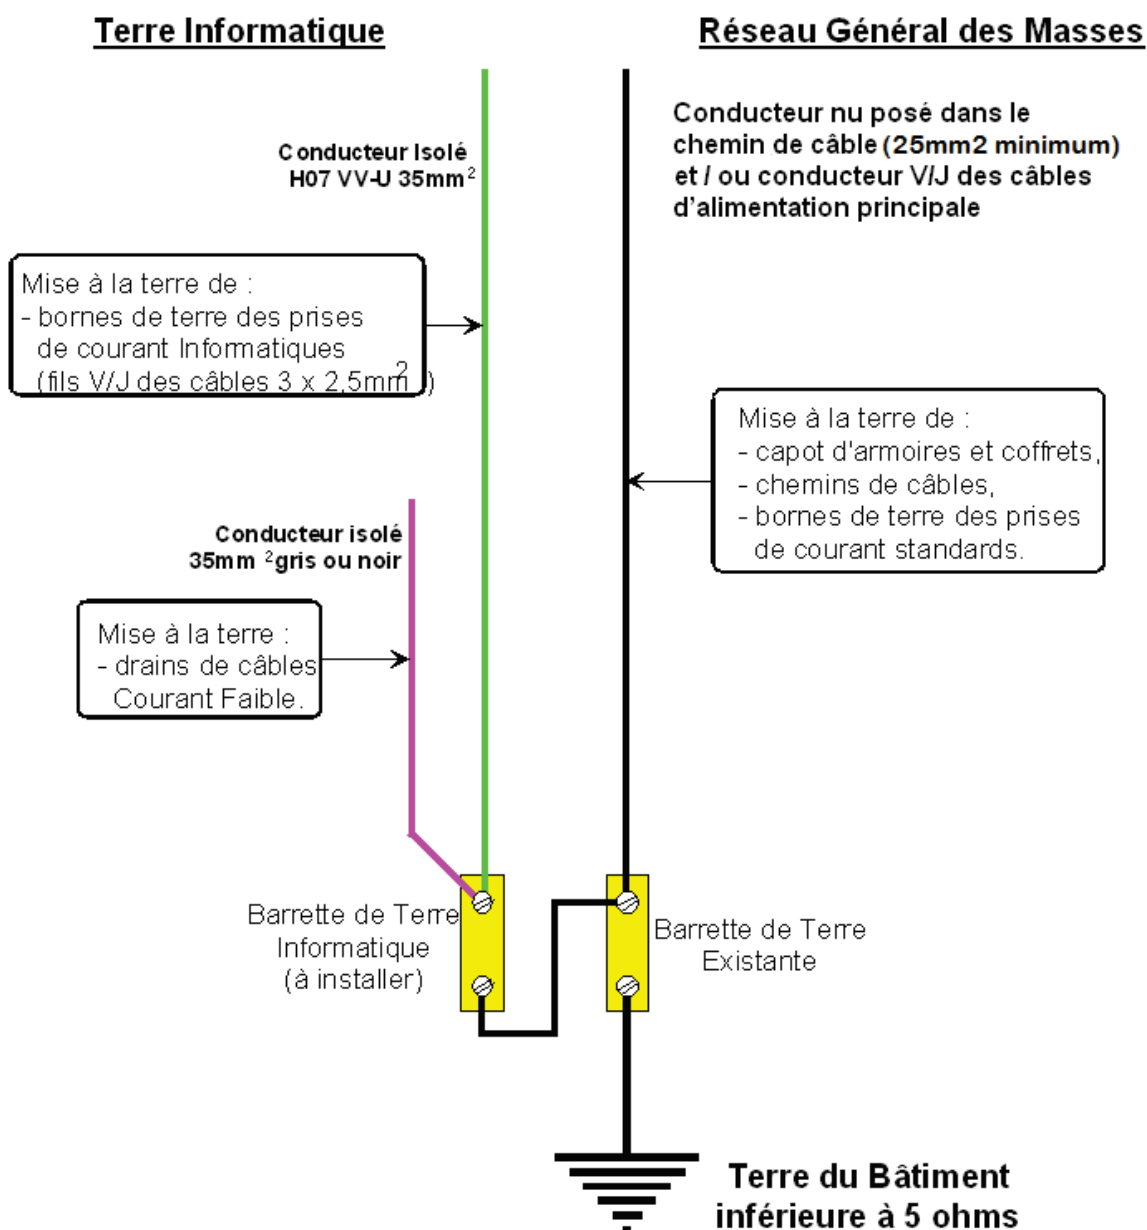 Terre Informatique
Réseau Général des Masses
Conducteur Isolé
H07 VV-U 35mm²
Conducteur nu posé dans le
chemin de câble (25mm2 minimum)
et / ou conducteur V/J des câbles
d'alimentation principale
Mise à la terre de :
- bornes de terre des prises
de courant Informatiques
(fils V/J des câbles 3 x 2,5mm²)
Mise à la terre de :
- capot d'armoires et coffrets,
- chemins de câbles,
- bornes de terre des prises
de courant standards.
Conducteur isolé
35mm ² gris ou noir
Mise à la terre :
- drains de câbles
Courant Faible.
Barrette de Terre
Informatique
(à installer)
Barrette de Terre
Existante
Terre du Bâtiment
inférieure à 5 ohms